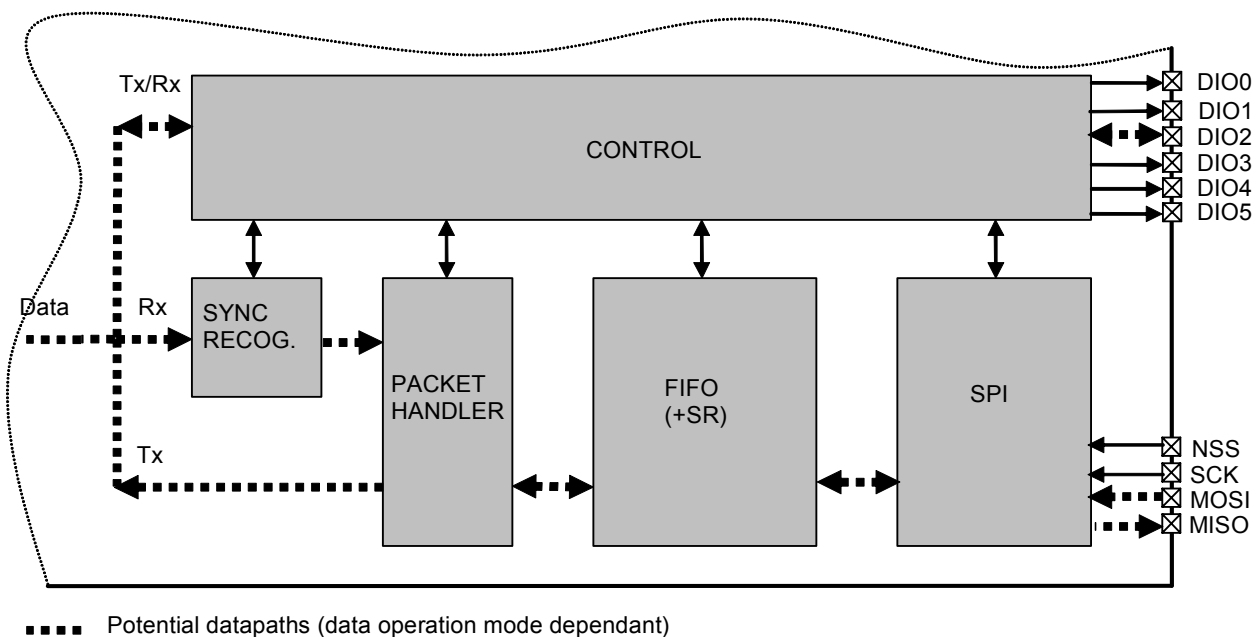 Tx/Rx
CONTROL
DIO0
DIO1
DIO2
DIO3
DIO4
DIO5
Data
Rx
SYNC
RECOG.
PACKET
HANDLER
FIFO
(+SR)
SPI
Tx
NSS
SCK
MOSI
MISO
Potential datapaths (data operation mode dependant)